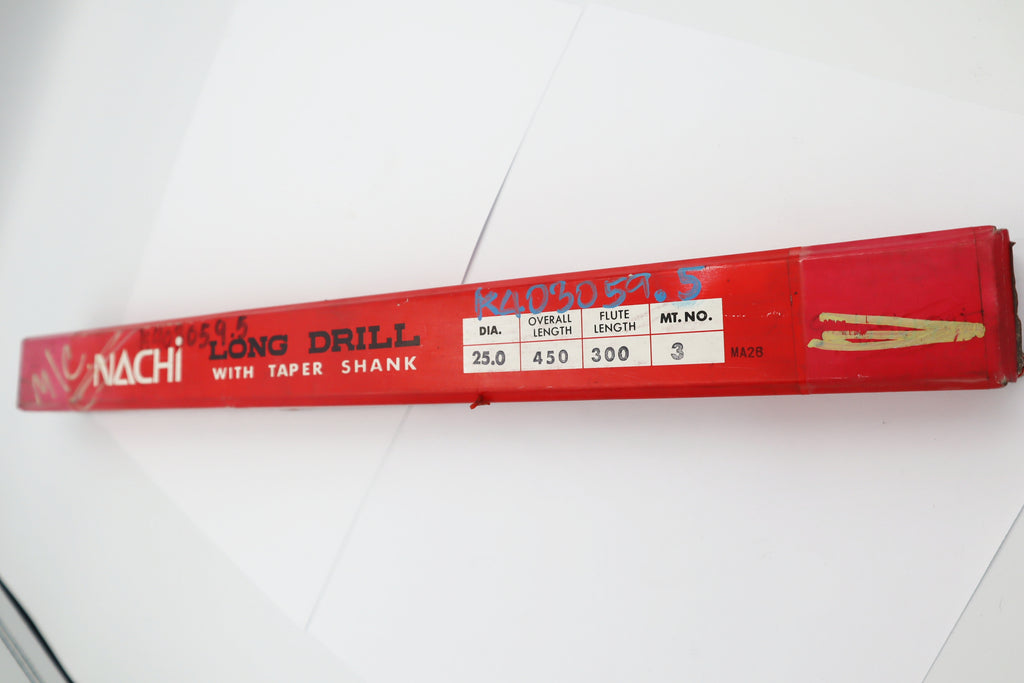 K403059.5
M/C
NACHi
LONG DRILL
WITH TAPER SHANK
DIA. OVERALL LENGTH FLUTE LENGTH MT. NO.
25.0 450 300 3
MA2B